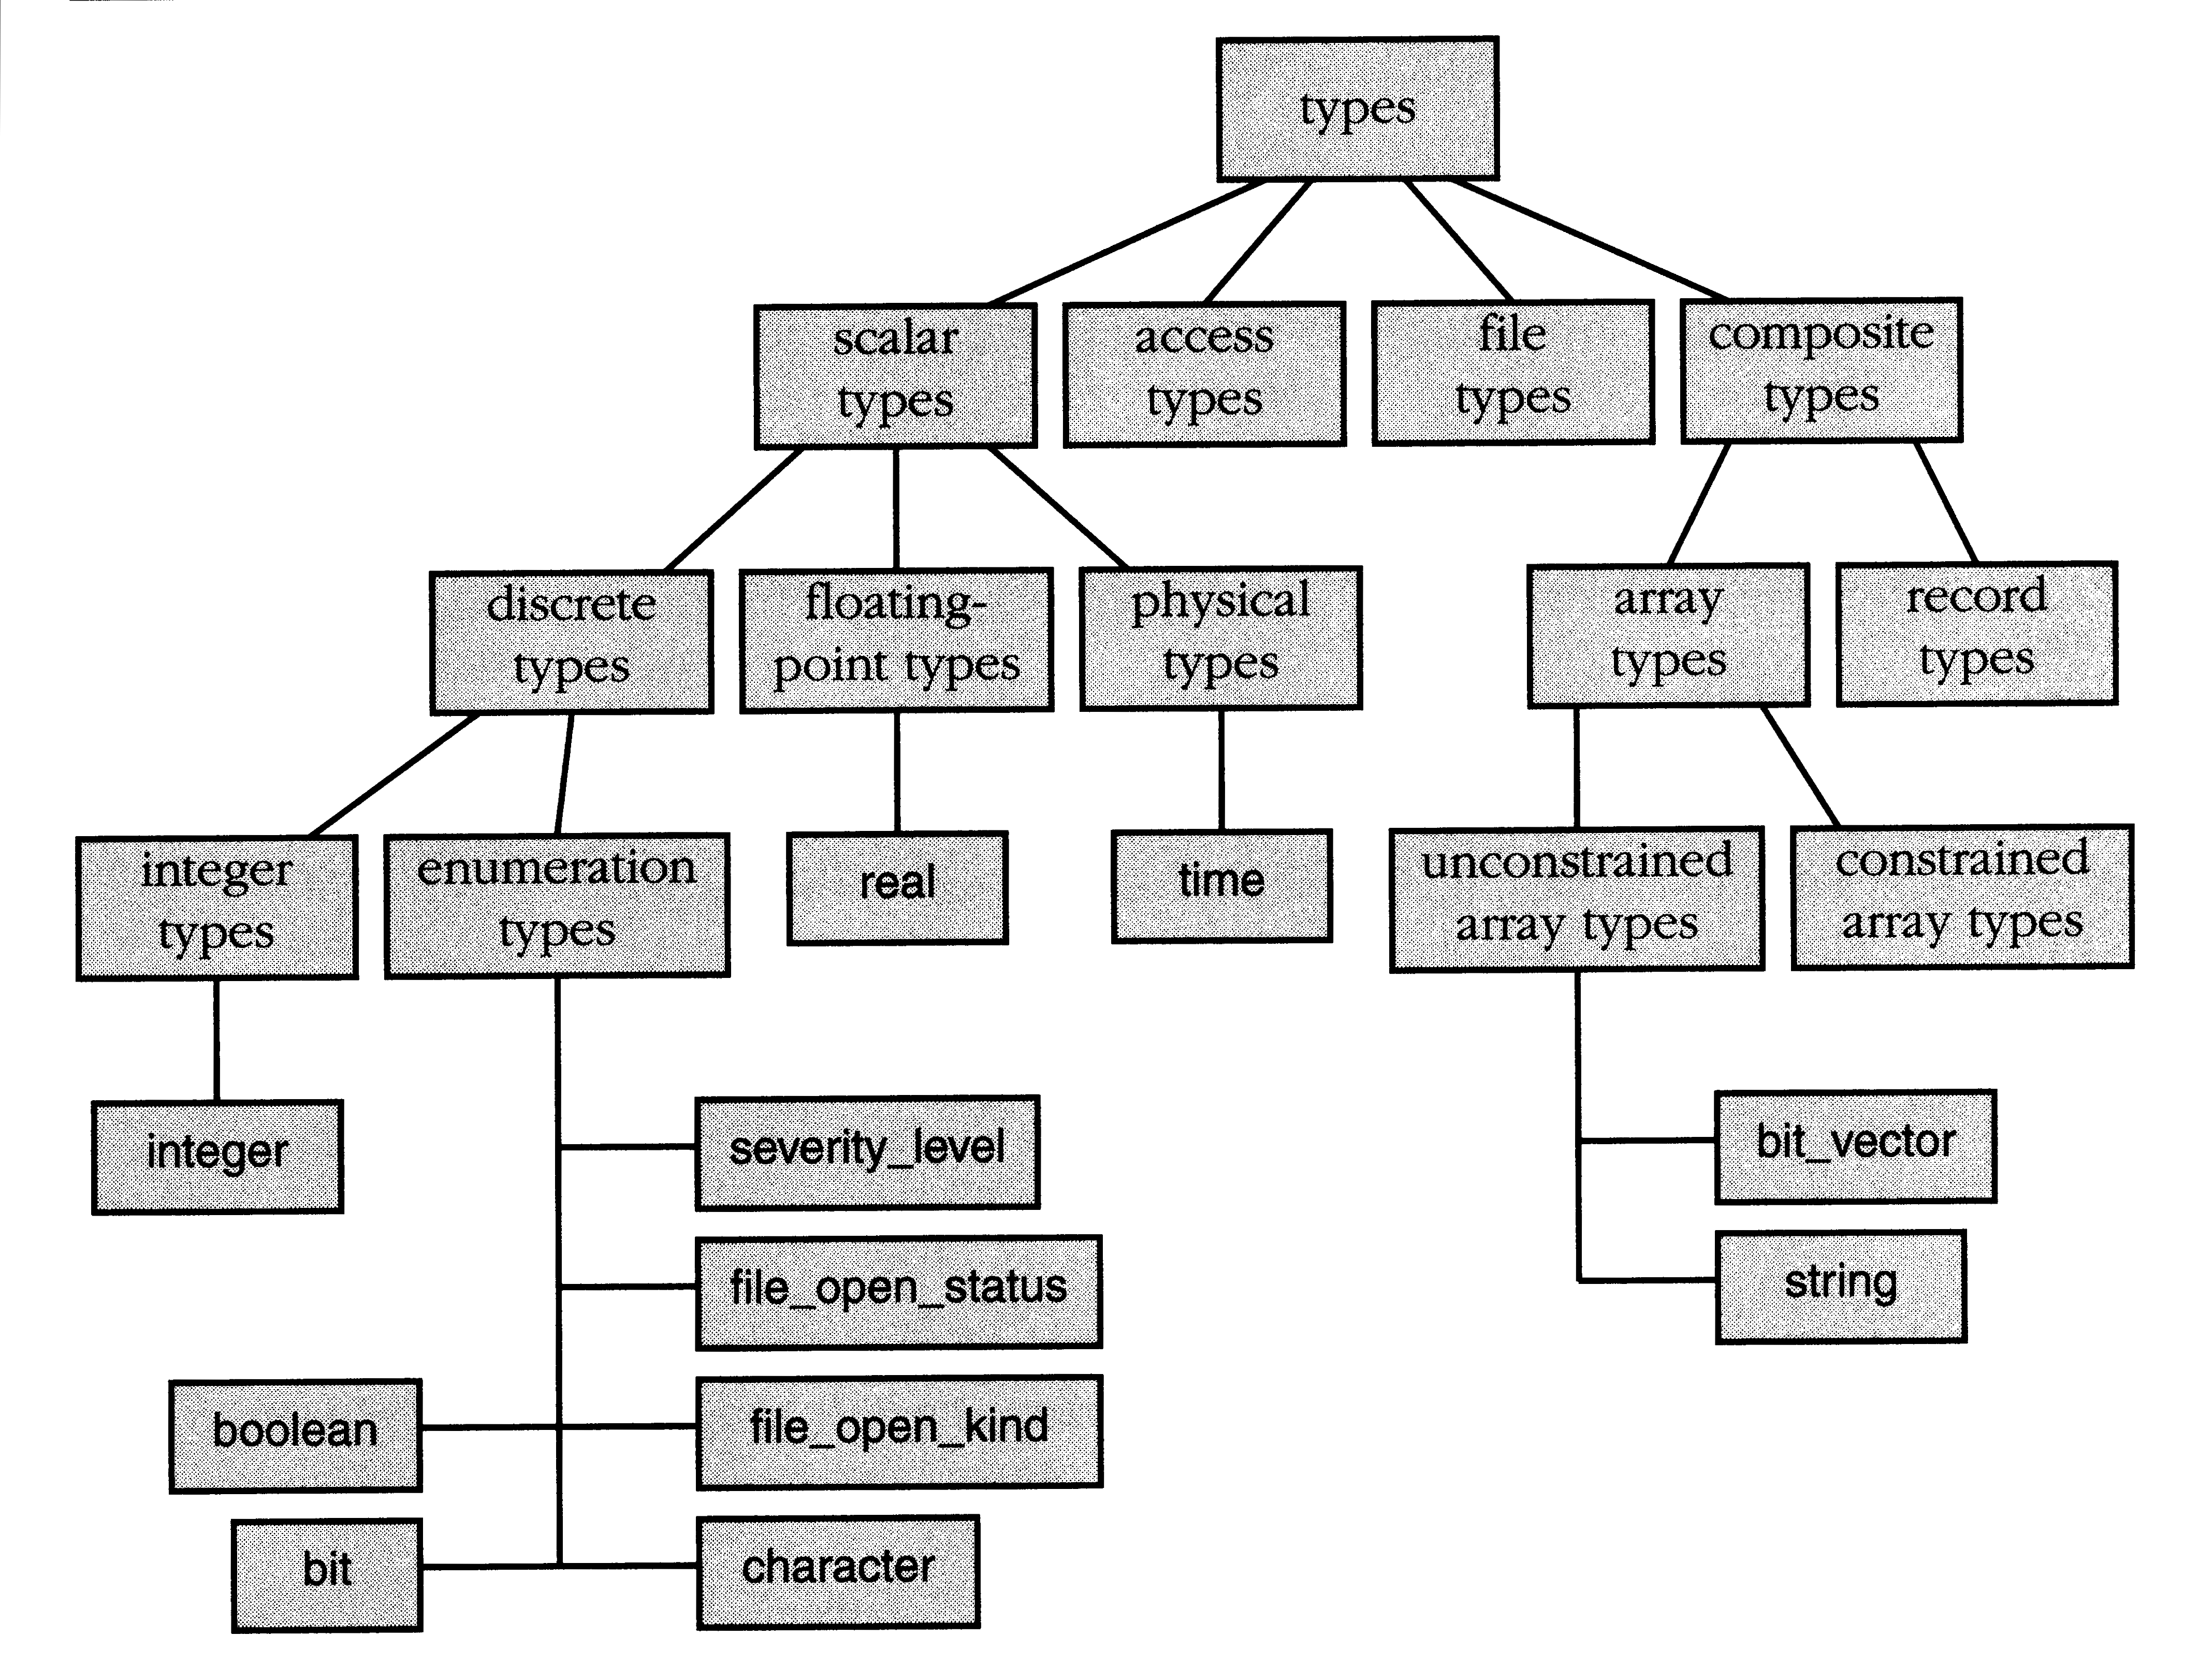 types
scalar
types
access
types
file
types
composite
types
discrete
types
floating-
point types
physical
types
array
types
record
types
integer
types
enumeration
types
real
time
unconstrained
array types
constrained
array types
integer
severity_level
bit_vector
file_open_status
string
boolean
file_open_kind
bit
character